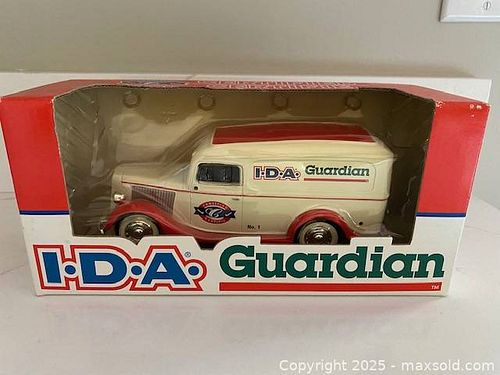 I·D·A· Guardian
No. 1
I·D·A·® Guardian
TM
Copyright 2025 - maxsold.com